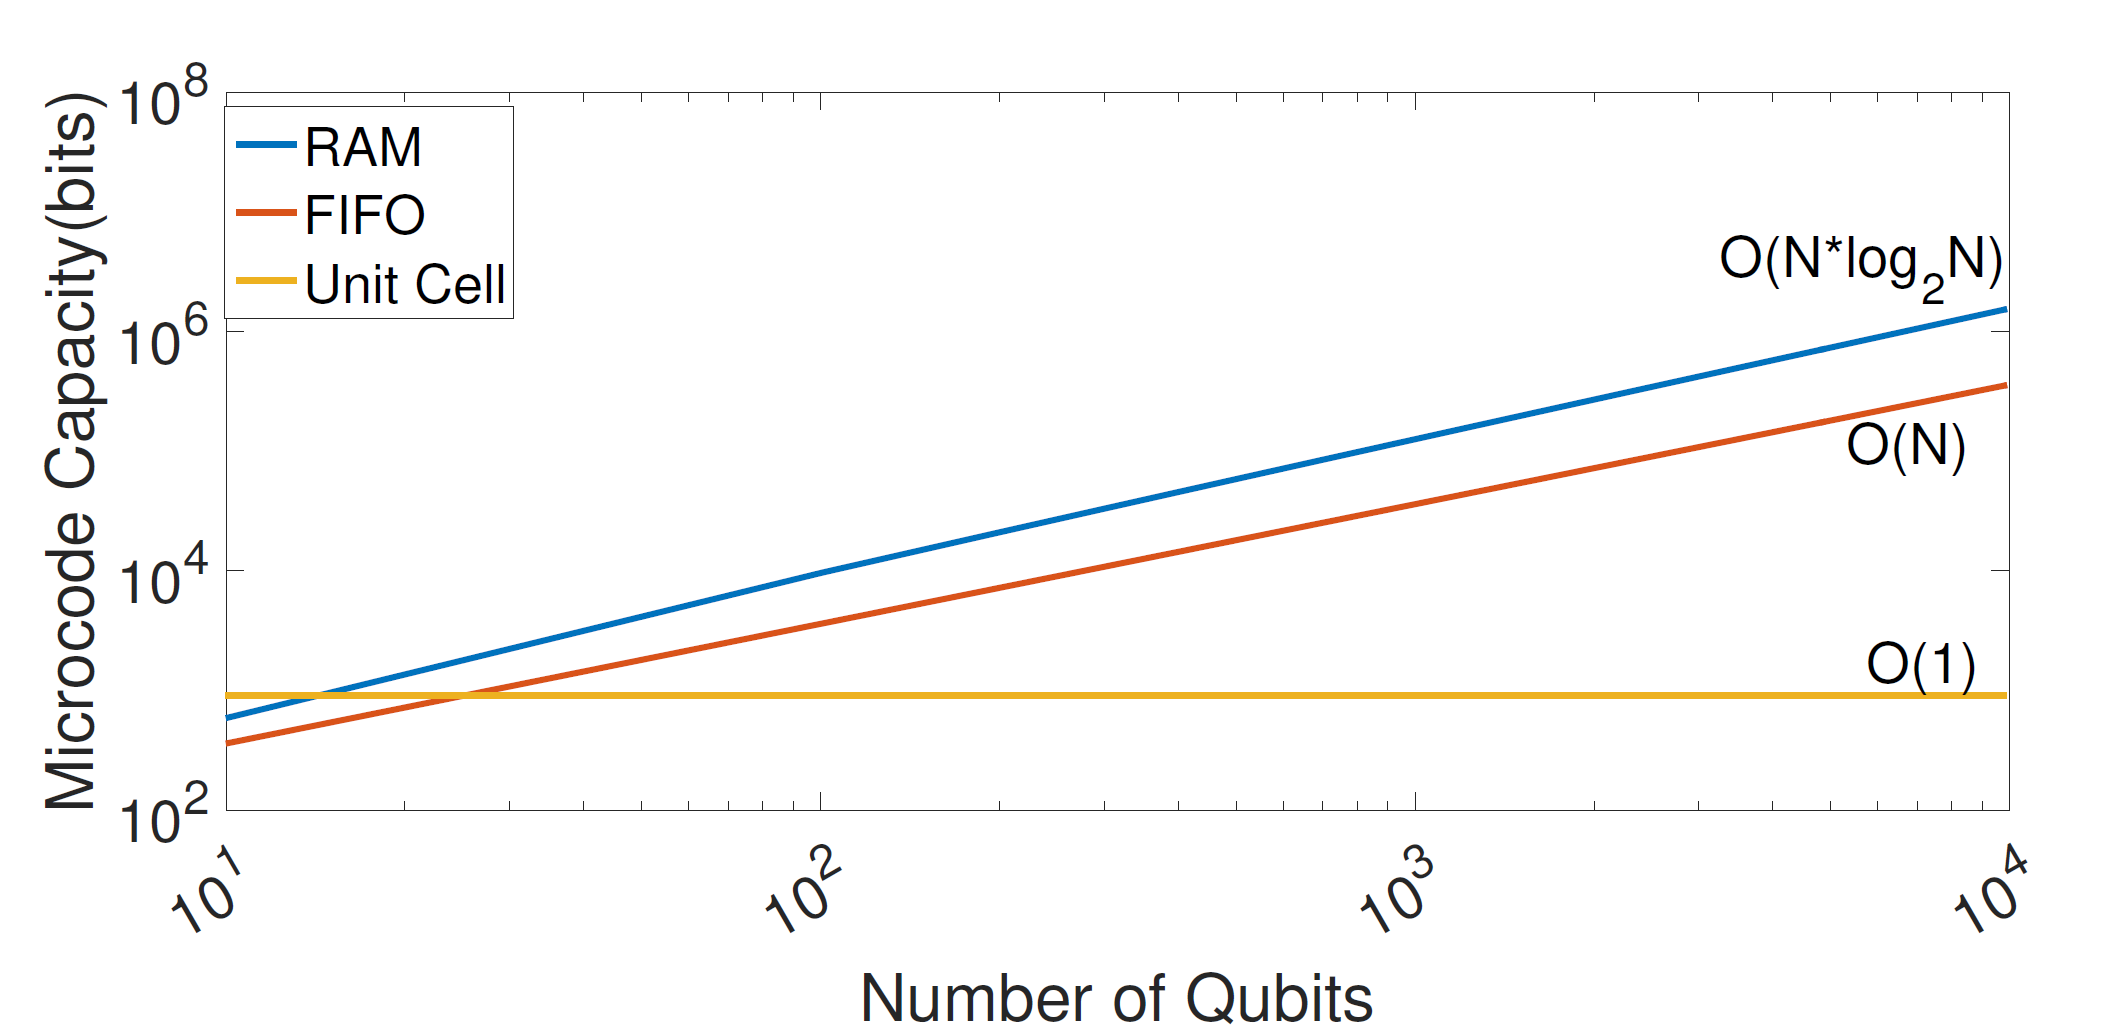 Microcode Capacity(bits)
10^8
10^6
10^4
10^2
RAM
FIFO
Unit Cell
O(N*log_2N)
O(N)
O(1)
10^1
10^2
10^3
10^4
Number of Qubits